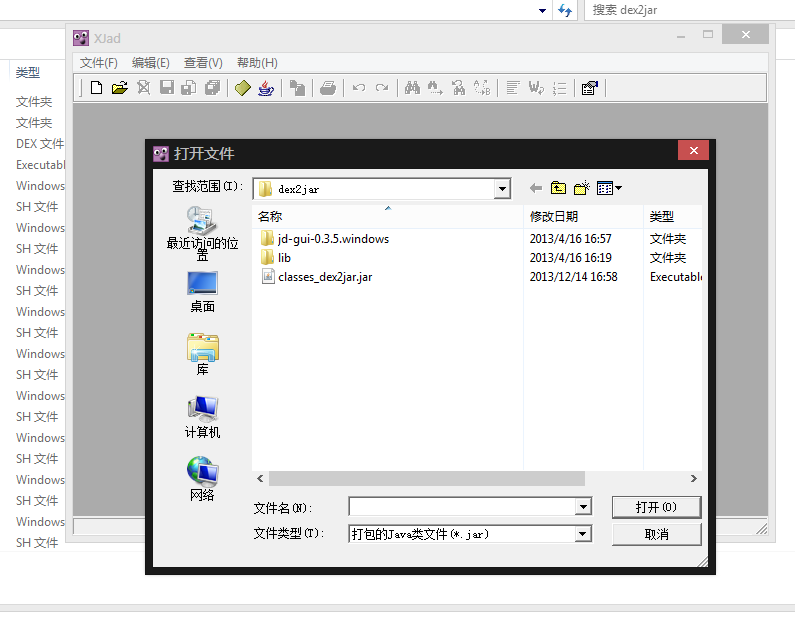 搜索 dex2jar
XJad
文件(F) 编辑(E) 查看(V) 帮助(H)
类型
文件夹
文件夹
DEX 文件
Executabl
Windows
SH 文件
Windows
SH 文件
Windows
SH 文件
Windows
SH 文件
Windows
SH 文件
Windows
SH 文件
Windows
SH 文件
Windows
SH 文件
Windows
SH 文件
打开文件
查找范围(I): dex2jar
最近访问的位
置
桌面
库
计算机
网络
名称 修改日期 类型
jd-gui-0.3.5.windows 2013/4/16 16:57 文件夹
lib 2013/4/16 16:19 文件夹
classes_dex2jar.jar 2013/12/14 16:58 Executable
文件名(N): 打开(O)
文件类型(T): 打包的Java类文件(*.jar) 取消